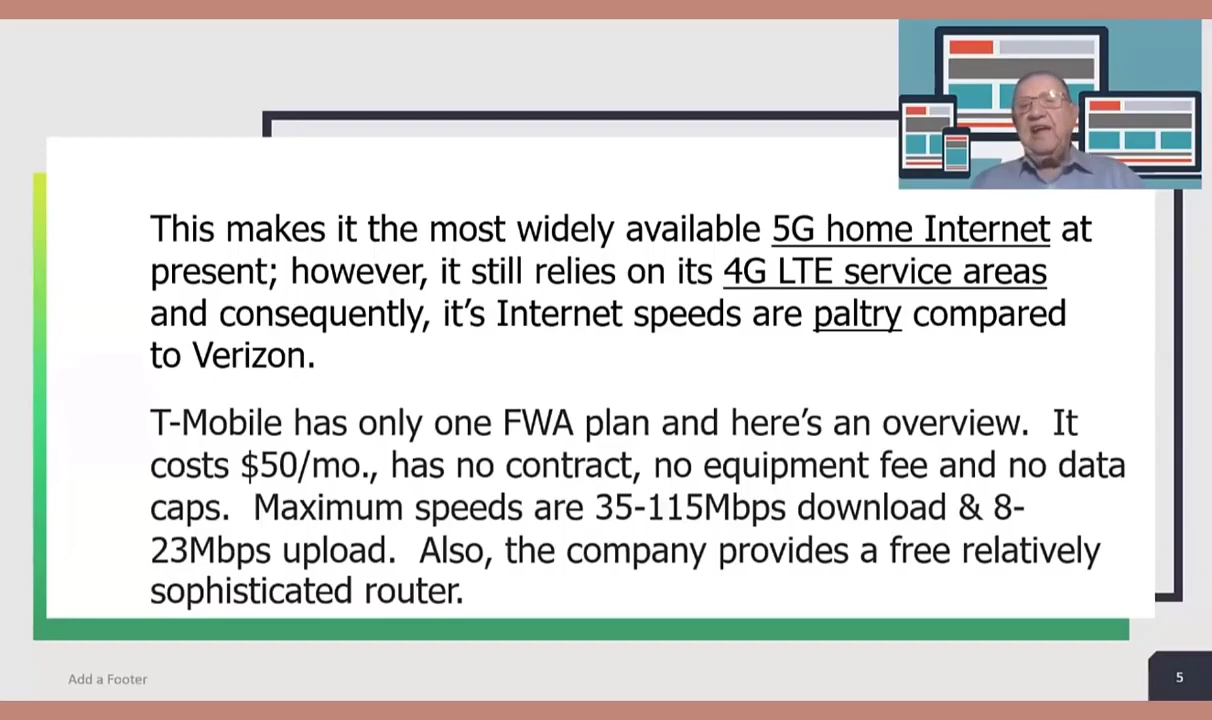 This makes it the most widely available 5G home Internet at
present; however, it still relies on its 4G LTE service areas
and consequently, it’s Internet speeds are paltry compared
to Verizon.
T-Mobile has only one FWA plan and here’s an overview.  It
costs $50/mo., has no contract, no equipment fee and no data
caps.  Maximum speeds are 35-115Mbps download & 8-
23Mbps upload.  Also, the company provides a free relatively
sophisticated router.
Add a Footer
5